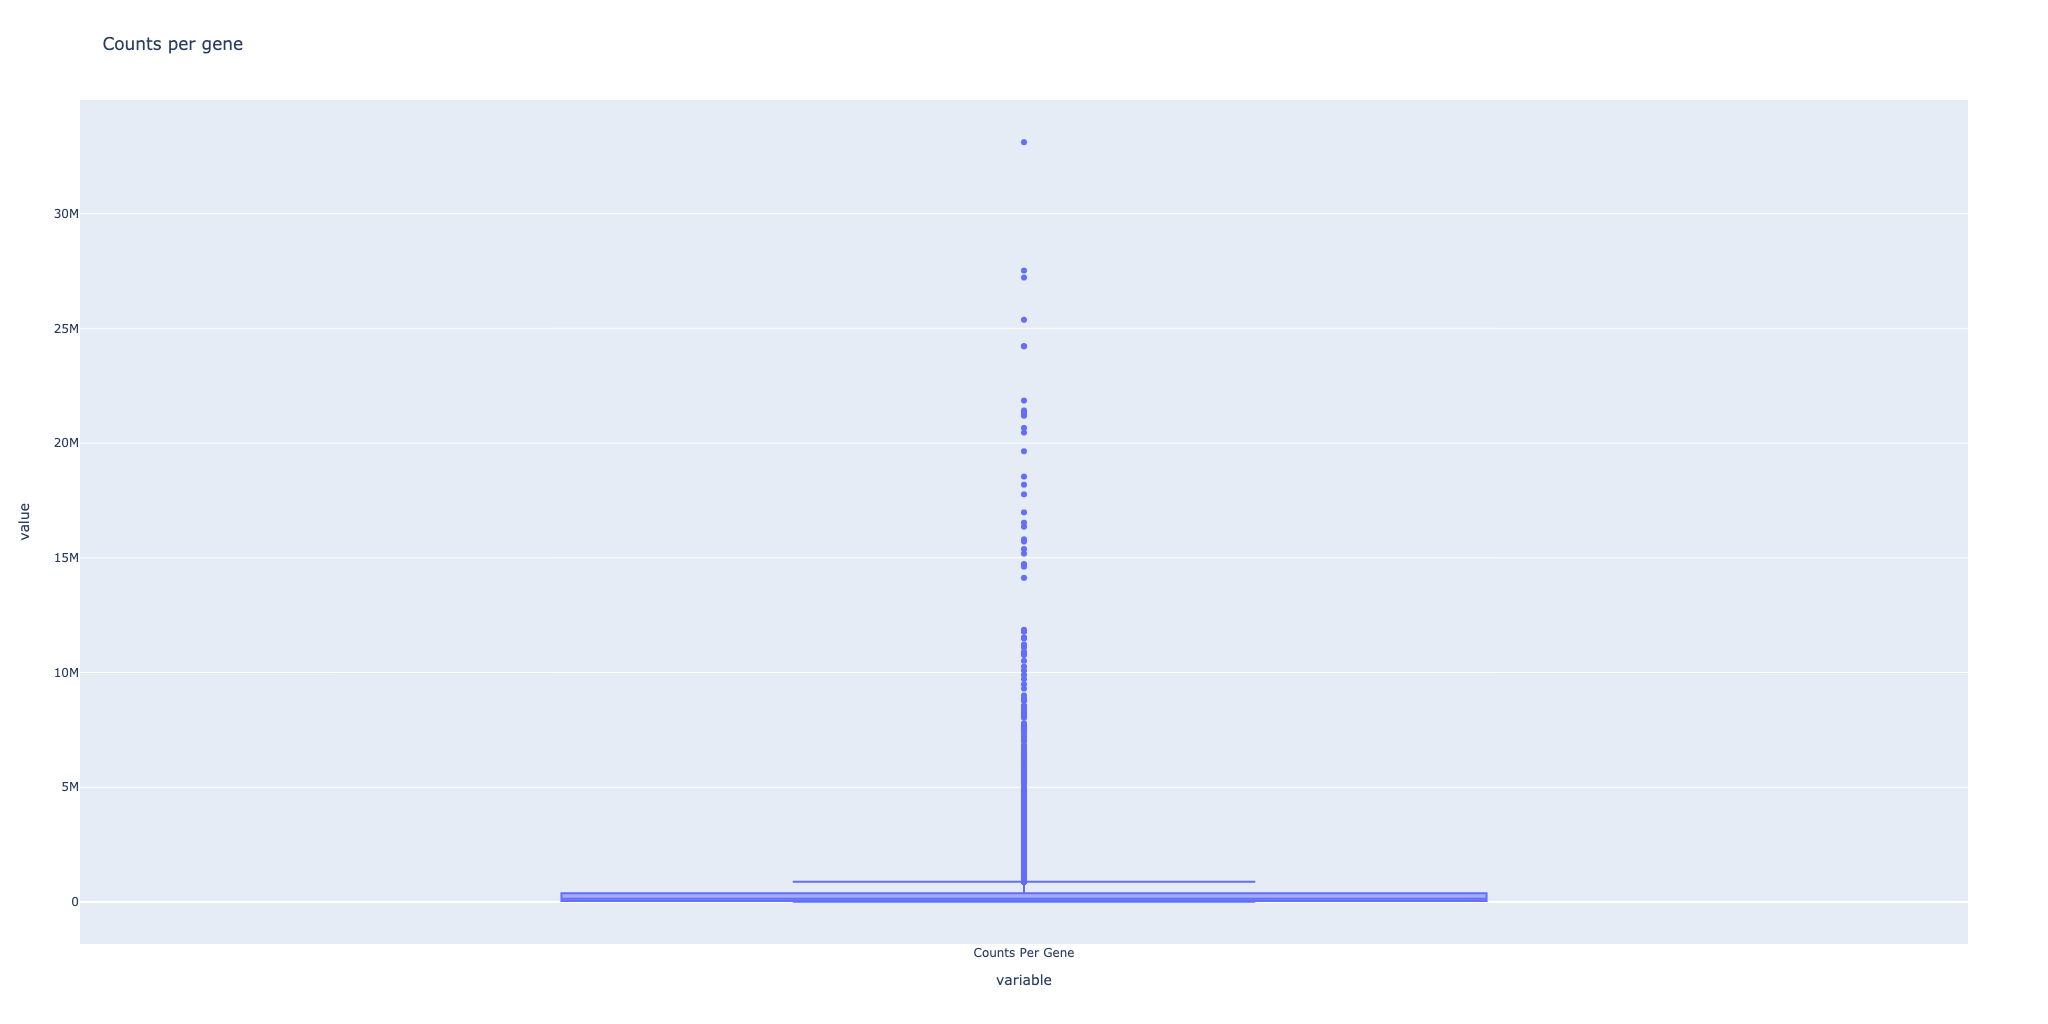 Counts per gene
30M
25M
20M
15M
10M
5M
0
value
Counts Per Gene
variable